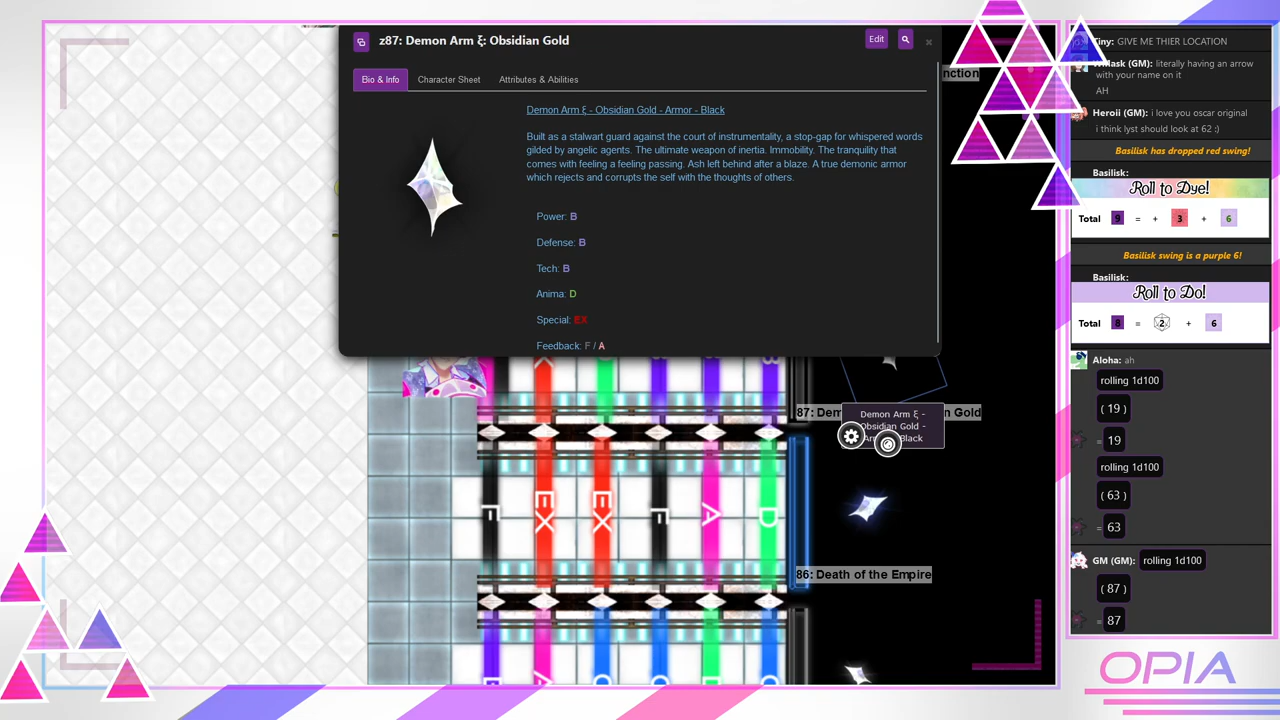 z87: Demon Arm ξ: Obsidian Gold
Edit
Bio & Info
Character Sheet
Attributes & Abilities
Demon Arm ξ - Obsidian Gold - Armor - Black
Built as a stalwart guard against the court of instrumentality, a stop-gap for whispered words
gilded by angelic agents. The ultimate weapon of inertia. Immobility. The tranquility that
comes with feeling a feeling passing. Ash left behind after a blaze. A true demonic armor
which rejects and corrupts the self with the thoughts of others.
Power: B
Defense: B
Tech: B
Anima: D
Special: EX
Feedback: F / A
nction
Demon Arm ξ -
Obsidian Gold -
F
EX
EX
F
A
D
86: Death of the Empire
Tiny: GIVE ME THIER LOCATION
(GM): literally having an arrow
with your name on it
AH
Heroii (GM): i love you oscar original
i think lyst should look at 62 :)
Basilisk has dropped red swing!
Basilisk:
Roll to Dye!
Total 9 = + 3 + 6
Basilisk swing is a purple 6!
Basilisk:
Roll to Do!
Total 8 = 2 + 6
Aloha: ah
rolling 1d100
( 19 )
= 19
rolling 1d100
( 63 )
= 63
GM (GM): rolling 1d100
( 87 )
= 87
OPIA